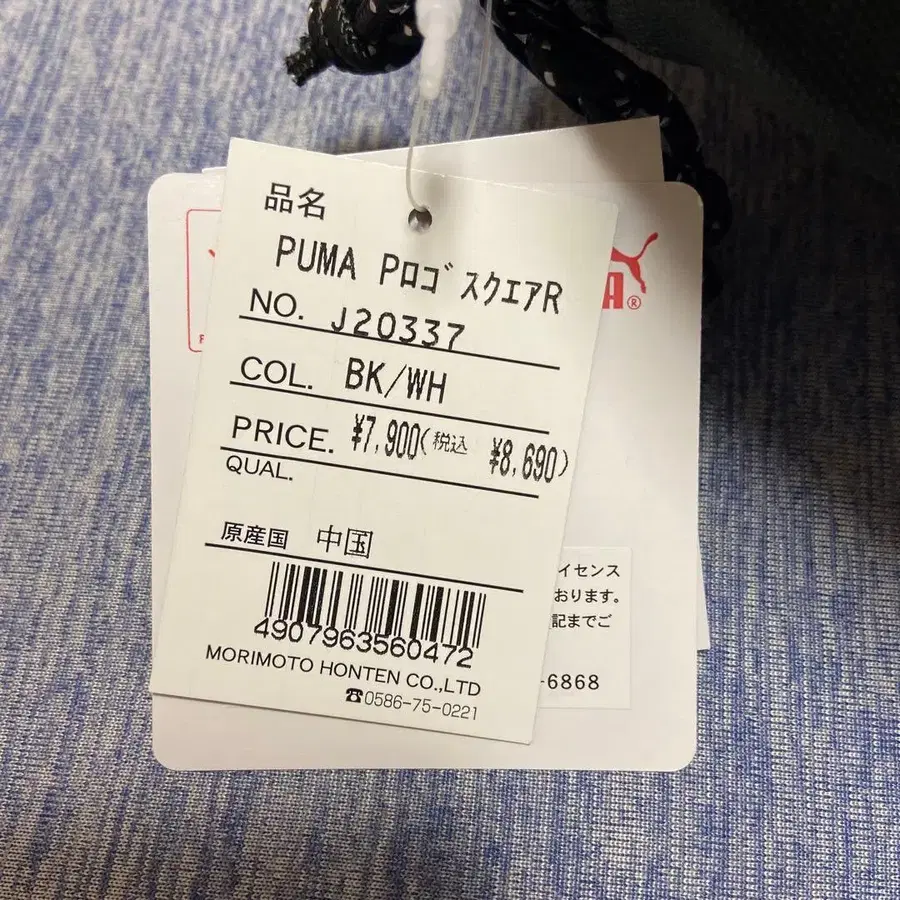 品名
PUMA Pﾛｺﾞ ｽｸｴｱR
NO. J20337
COL. BK/WH
PRICE. ¥7,900(税込 ¥8,690)
QUAL.
原産国 中国
4907963560472
MORIMOTO HONTEN CO.,LTD
☎0586-75-0221
A®
イセンス
おります。
記までご
-6868